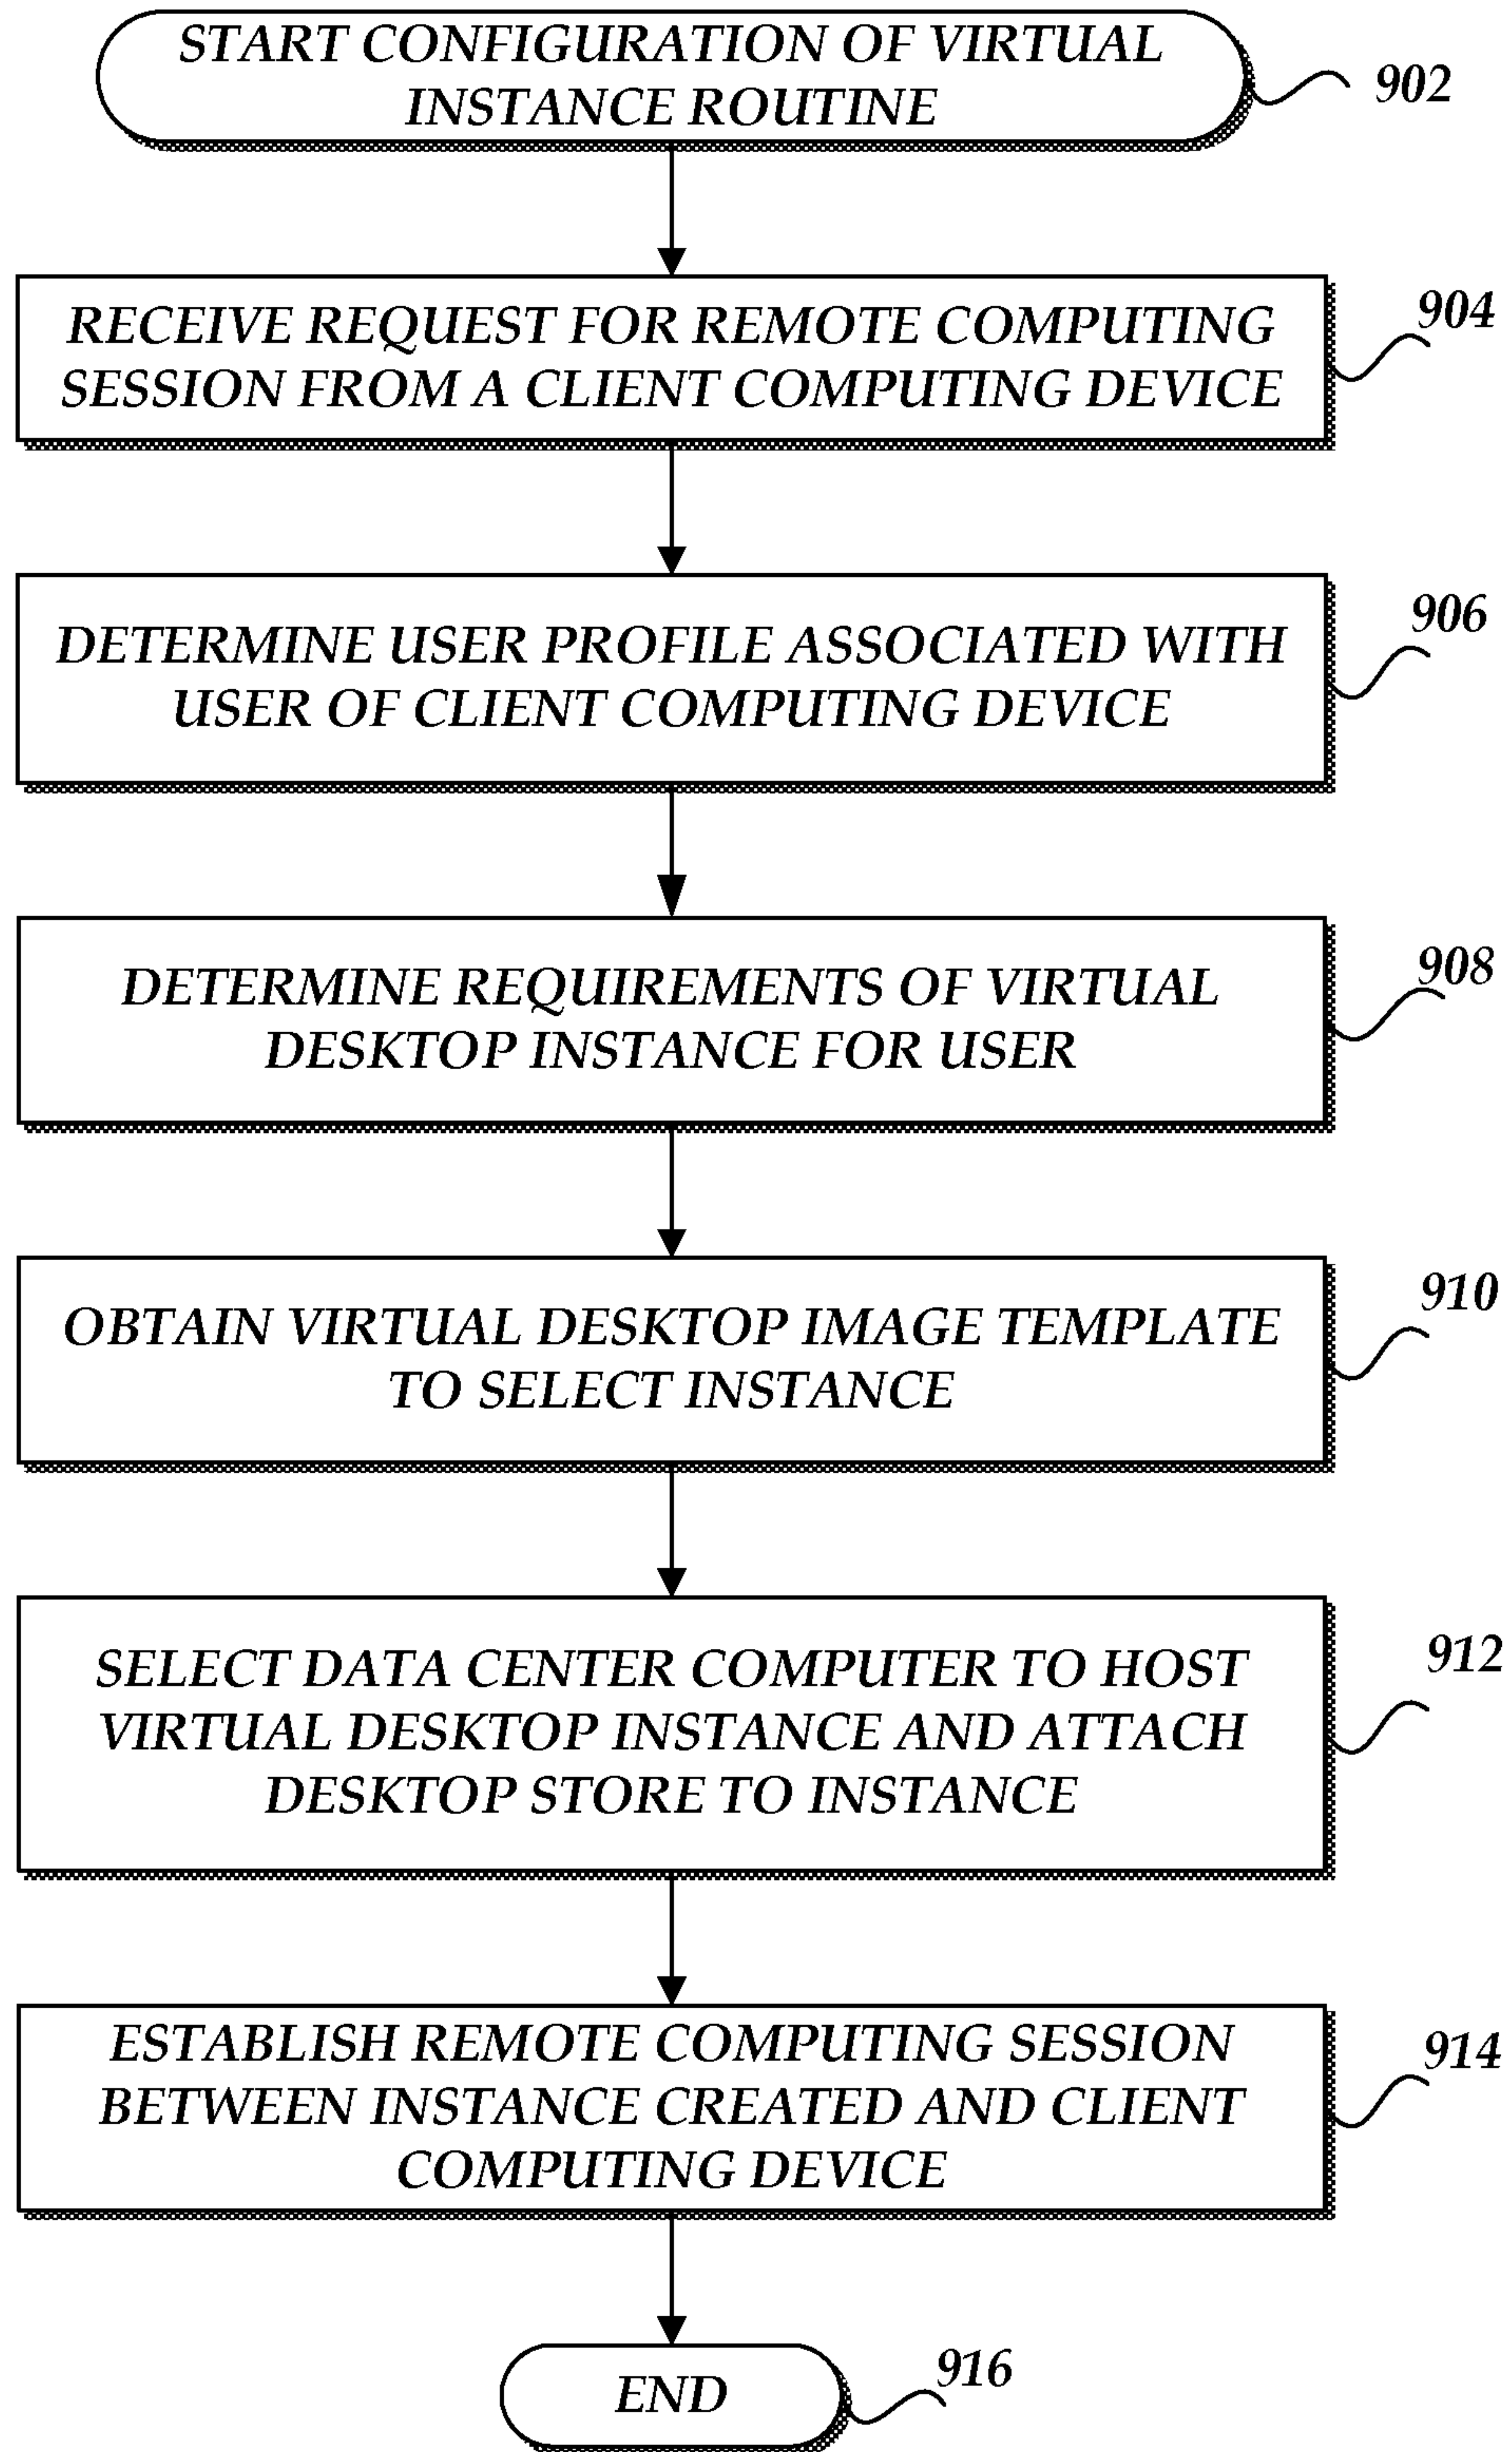 START CONFIGURATION OF VIRTUAL
INSTANCE ROUTINE
902
RECEIVE REQUEST FOR REMOTE COMPUTING
SESSION FROM A CLIENT COMPUTING DEVICE
904
DETERMINE USER PROFILE ASSOCIATED WITH
USER OF CLIENT COMPUTING DEVICE
906
DETERMINE REQUIREMENTS OF VIRTUAL
DESKTOP INSTANCE FOR USER
908
OBTAIN VIRTUAL DESKTOP IMAGE TEMPLATE
TO SELECT INSTANCE
910
SELECT DATA CENTER COMPUTER TO HOST
VIRTUAL DESKTOP INSTANCE AND ATTACH
DESKTOP STORE TO INSTANCE
912
ESTABLISH REMOTE COMPUTING SESSION
BETWEEN INSTANCE CREATED AND CLIENT
COMPUTING DEVICE
914
END
916